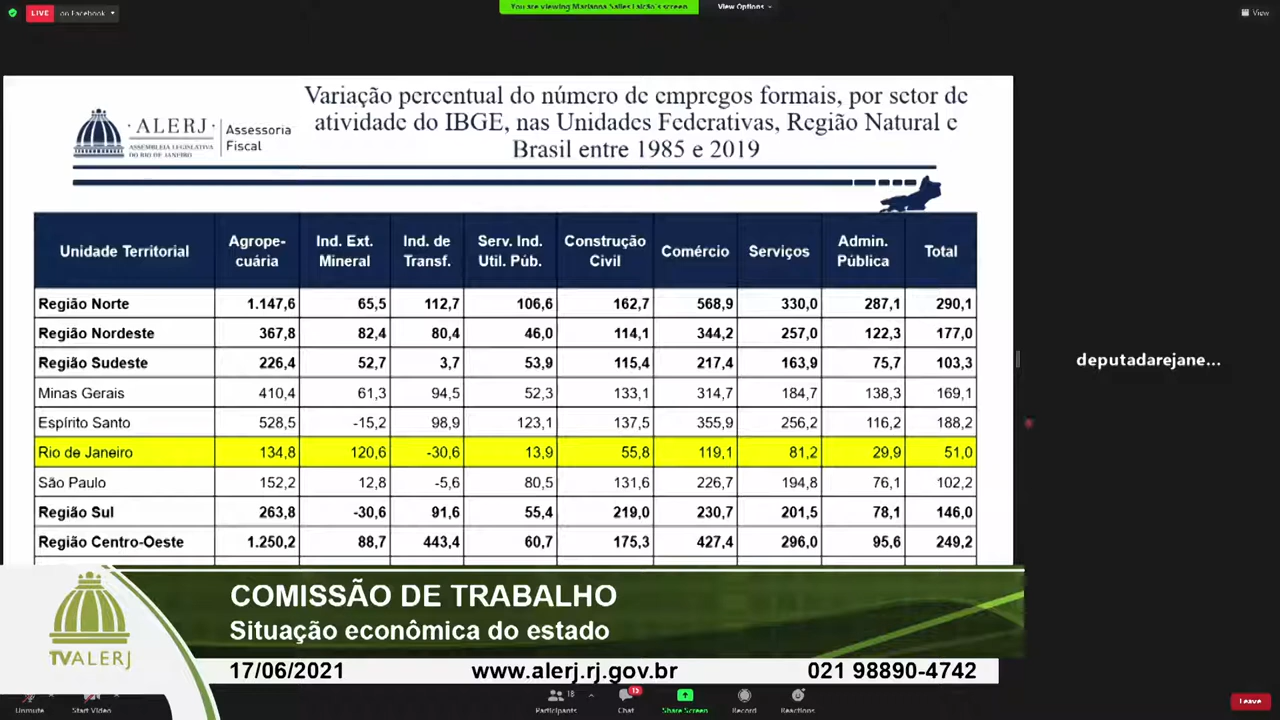 LIVE on Facebook
You are viewing Marianna Salles Falcão's screen
View Options
View
Variação percentual do número de empregos formais, por setor de
atividade do IBGE, nas Unidades Federativas, Região Natural e
Brasil entre 1985 e 2019
ALERJ
ASSEMBLEIA LEGISLATIVA
DO RIO DE JANEIRO
Assessoria
Fiscal
Unidade Territorial Agrope-cuária Ind. Ext. Mineral Ind. de Transf. Serv. Ind. Util. Púb. Construção Civil Comércio Serviços Admin. Pública Total
Região Norte 1.147,6 65,5 112,7 106,6 162,7 568,9 330,0 287,1 290,1
Região Nordeste 367,8 82,4 80,4 46,0 114,1 344,2 257,0 122,3 177,0
Região Sudeste 226,4 52,7 3,7 53,9 115,4 217,4 163,9 75,7 103,3
Minas Gerais 410,4 61,3 94,5 52,3 133,1 314,7 184,7 138,3 169,1
Espírito Santo 528,5 -15,2 98,9 123,1 137,5 355,9 256,2 116,2 188,2
Rio de Janeiro 134,8 120,6 -30,6 13,9 55,8 119,1 81,2 29,9 51,0
São Paulo 152,2 12,8 -5,6 80,5 131,6 226,7 194,8 76,1 102,2
Região Sul 263,8 -30,6 91,6 55,4 219,0 230,7 201,5 78,1 146,0
Região Centro-Oeste 1.250,2 88,7 443,4 60,7 175,3 427,4 296,0 95,6 249,2
deputadarejane...
COMISSÃO DE TRABALHO
Situação econômica do estado
TVALERJ
17/06/2021 www.alerj.rj.gov.br 021 98890-4742
Unmute
Start Video
Participants 18
Chat
Share Screen
Record
Reactions
Leave